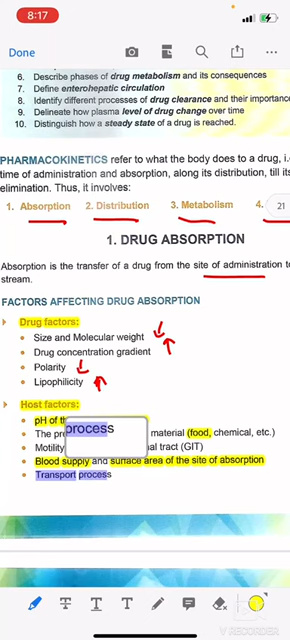 8:17
Done
6. Describe phases of drug metabolism and its consequences
7. Define enterohepatic circulation
8. Identify different processes of drug clearance and their importanc
9. Delineate how plasma level of drug change over time
10. Distinguish how a steady state of a drug is reached.
PHARMACOKINETICS refer to what the body does to a drug, i.e
time of administration and absorption, along its distribution, till its
elimination. Thus, it involves:
1. Absorption 2. Distribution 3. Metabolism 4. 21
1. DRUG ABSORPTION
Absorption is the transfer of a drug from the site of administration to
stream.
FACTORS AFFECTING DRUG ABSORPTION
Drug factors:
• Size and Molecular weight
• Drug concentration gradient
• Polarity
• Lipophilicity
Host factors:
• pH of th
process
• The pre material (food, chemical, etc.)
• Motility al tract (GIT)
• Blood supply and surface area of the site of absorption
• Transport process
V RECORDER